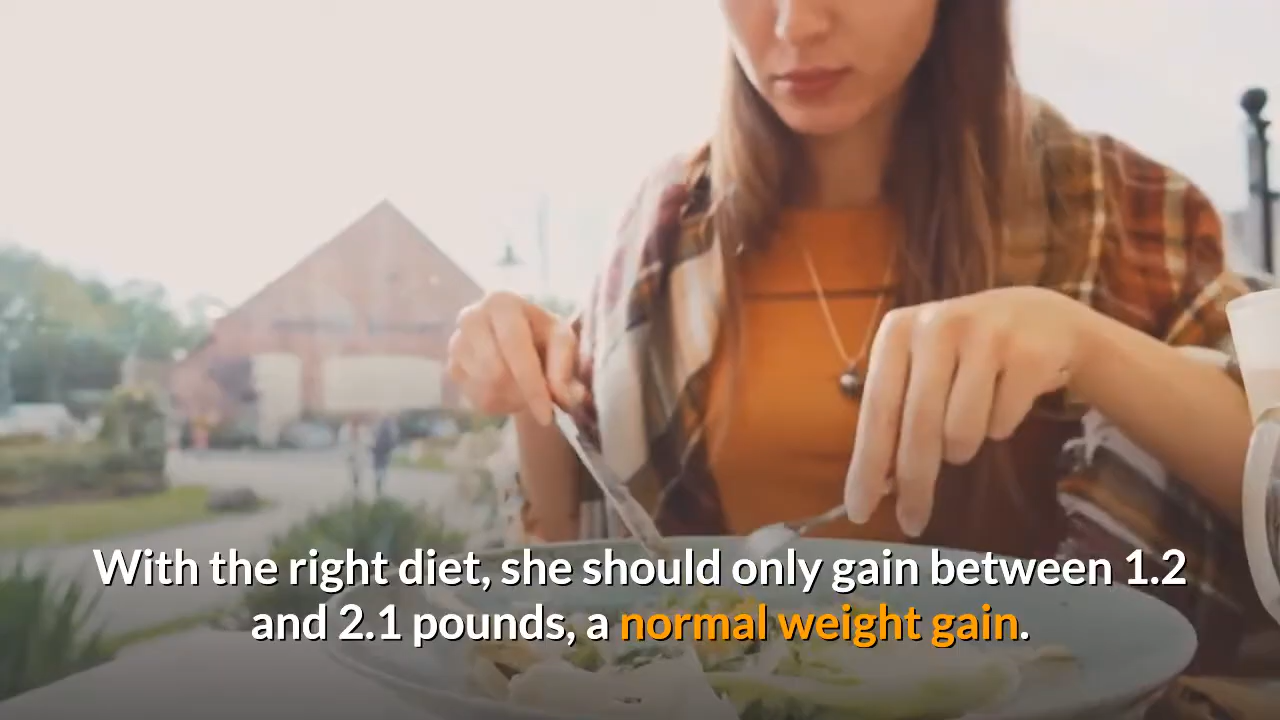 With the right diet, she should only gain between 1.2
and 2.1 pounds, a normal weight gain.